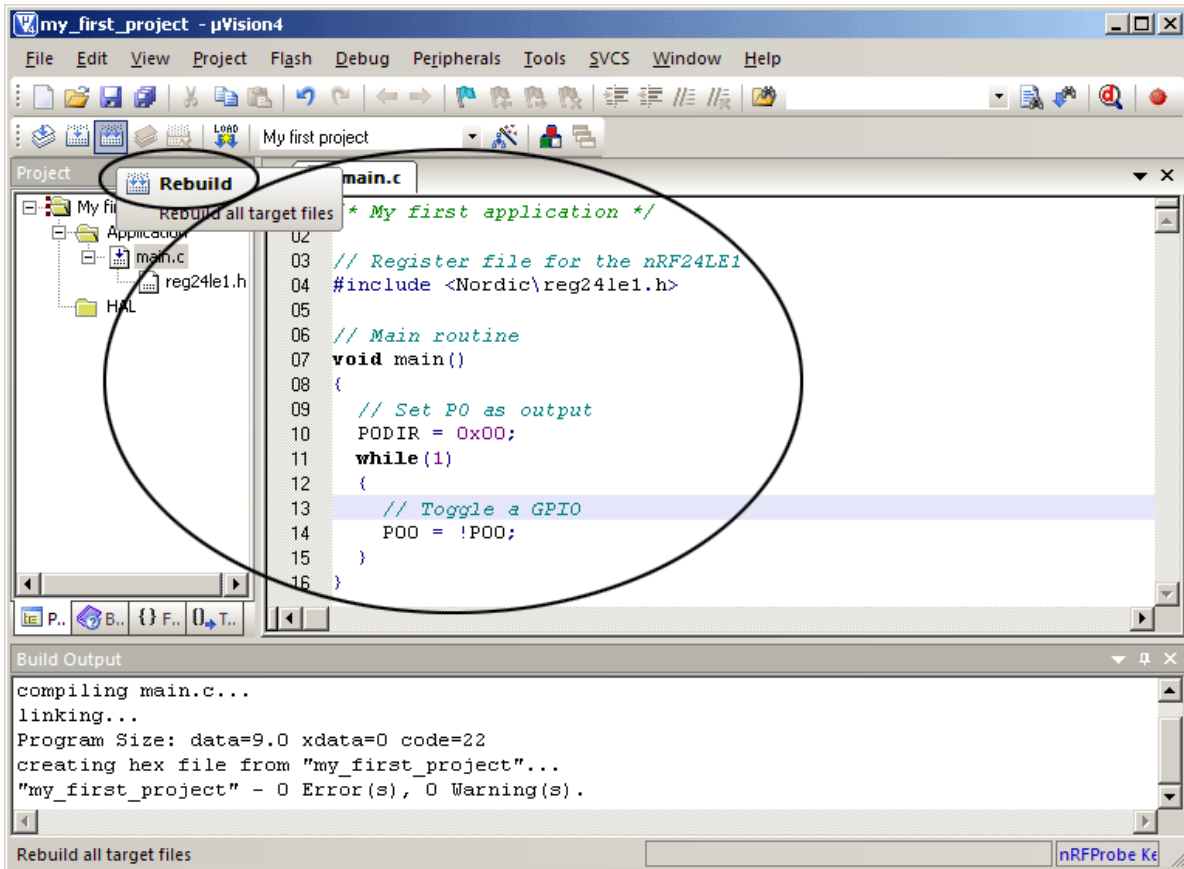 my_first_project - µVision4
File Edit View Project Flash Debug Peripherals Tools SVCS Window Help
LOAD My first project
Project
main.c
Rebuild
Rebuild all target files
My fi
Application
main.c
reg24le1.h
HAL
/* My first application */
02
03 // Register file for the nRF24LE1
04 #include <Nordic\reg24le1.h>
05
06 // Main routine
07 void main()
08 {
09 // Set P0 as output
10 P0DIR = 0x00;
11 while(1)
12 {
13 // Toggle a GPIO
14 P00 = !P00;
15 }
16 }
P.. B.. {} F.. 0 T..
Build Output
compiling main.c...
linking...
Program Size: data=9.0 xdata=0 code=22
creating hex file from "my_first_project"...
"my_first_project" - 0 Error(s), 0 Warning(s).
Rebuild all target files
nRFProbe Ke